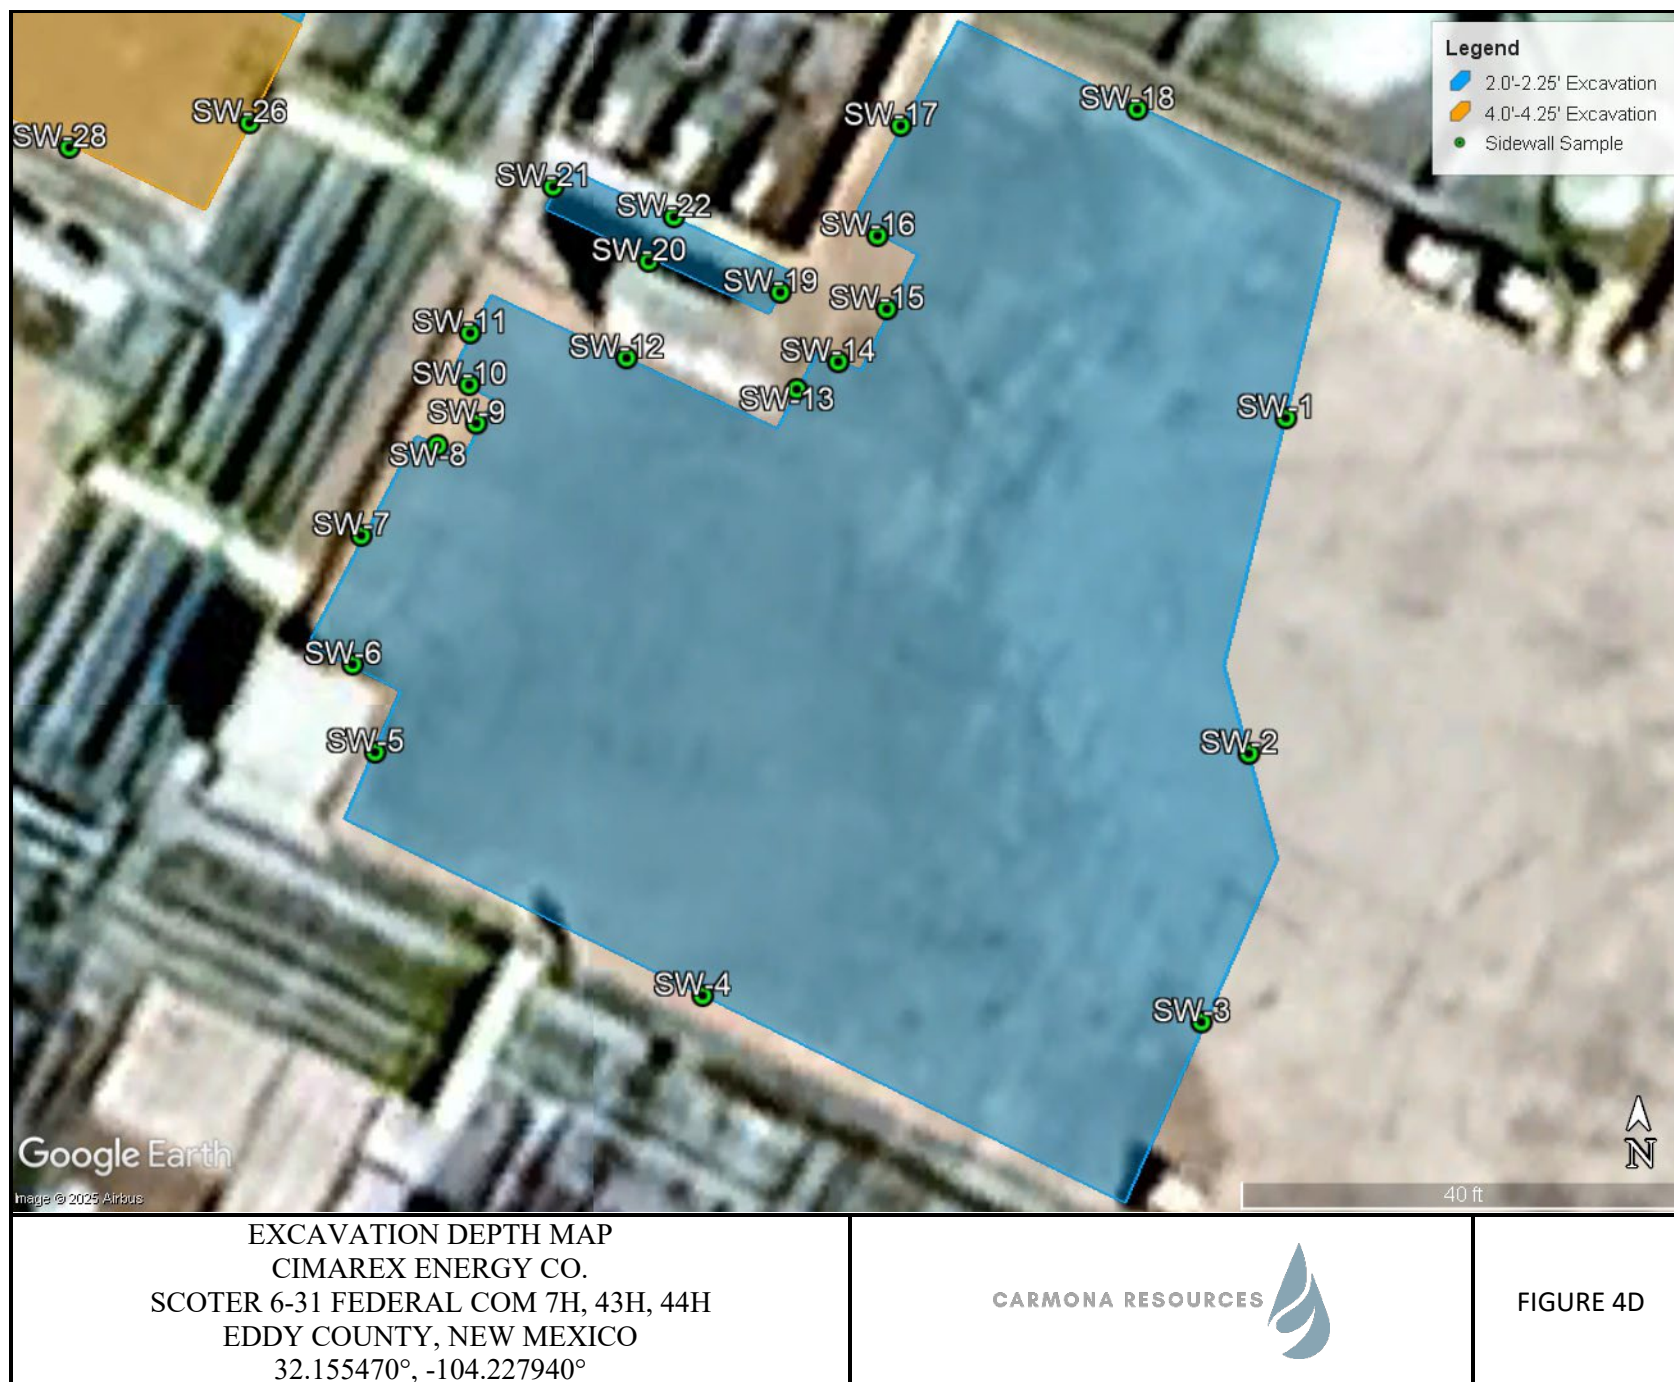 Legend
2.0'-2.25' Excavation
4.0'-4.25' Excavation
Sidewall Sample
SW-18
SW-26
SW-17
SW-28
SW-21
SW-22
SW-16
SW-20
SW-19
SW-15
SW-11
SW-12
SW-14
SW-10
SW-13
SW-1
SW-9
SW-8
SW-7
SW-6
SW-5
SW-2
SW-4
SW-3
N
Google Earth
Image © 2025 Airbus
40 ft
EXCAVATION DEPTH MAP
CIMAREX ENERGY CO.
SCOTER 6-31 FEDERAL COM 7H, 43H, 44H
EDDY COUNTY, NEW MEXICO
32.155470°, -104.227940°
CARMONA RESOURCES
FIGURE 4D